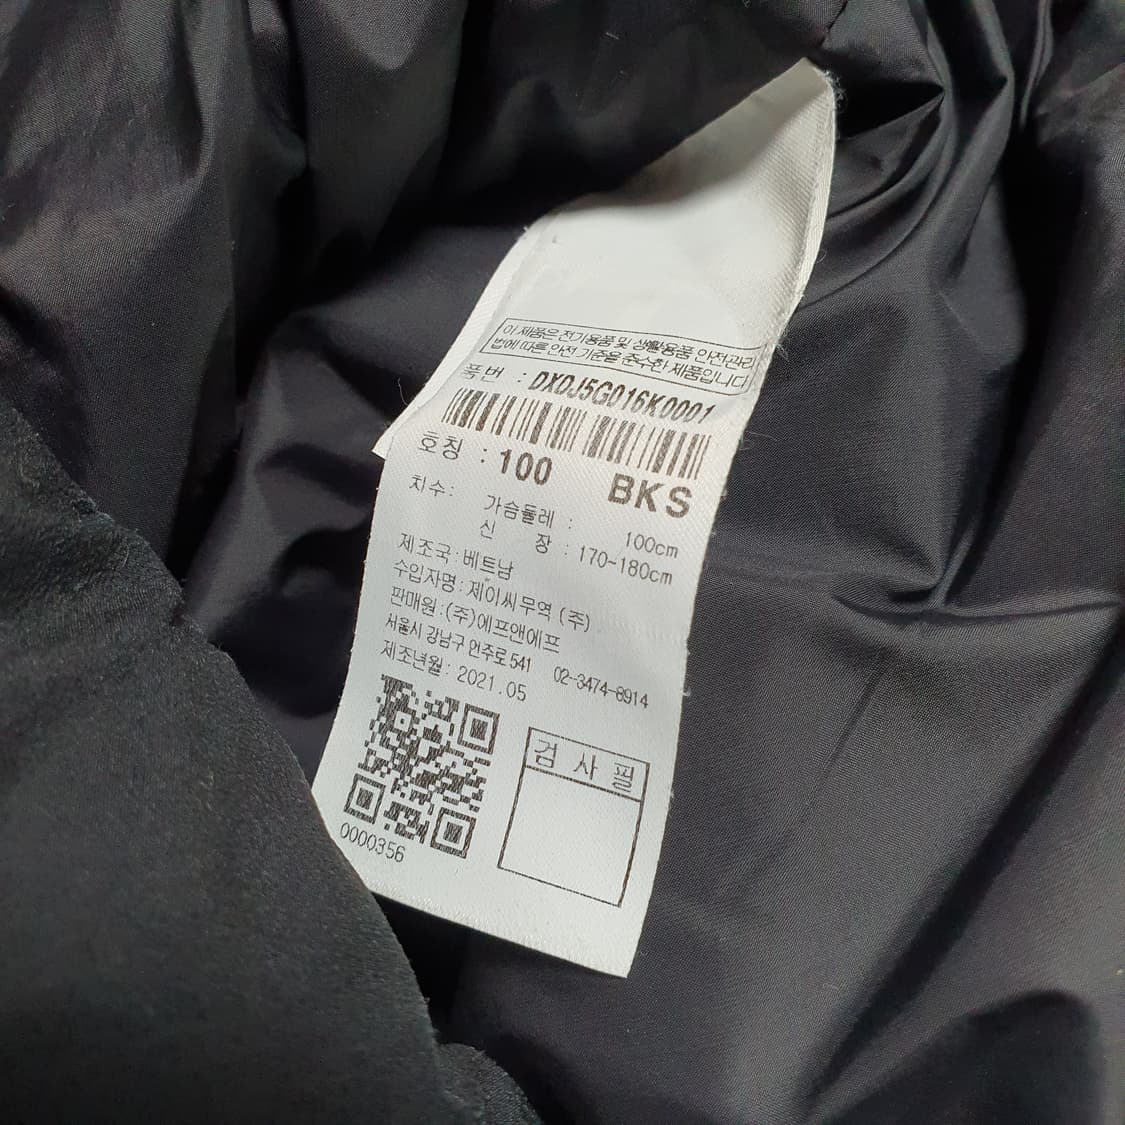 이 제품은 전기용품 및 생활용품 안전관리
법에 따른 안전 기준을 준수한 제품입니다
품번 : DXDJ5G016K0001
호칭 : 100 BKS
치수: 가슴둘레 : 100cm
신 장 : 170~180cm
제조국 : 베트남
수입자명 : 제이씨무역 (주)
판매원 : (주)에프앤에프
서울시 강남구 언주로 541 02-3474-8914
제조년월 : 2021.05
검 사 필
0000356